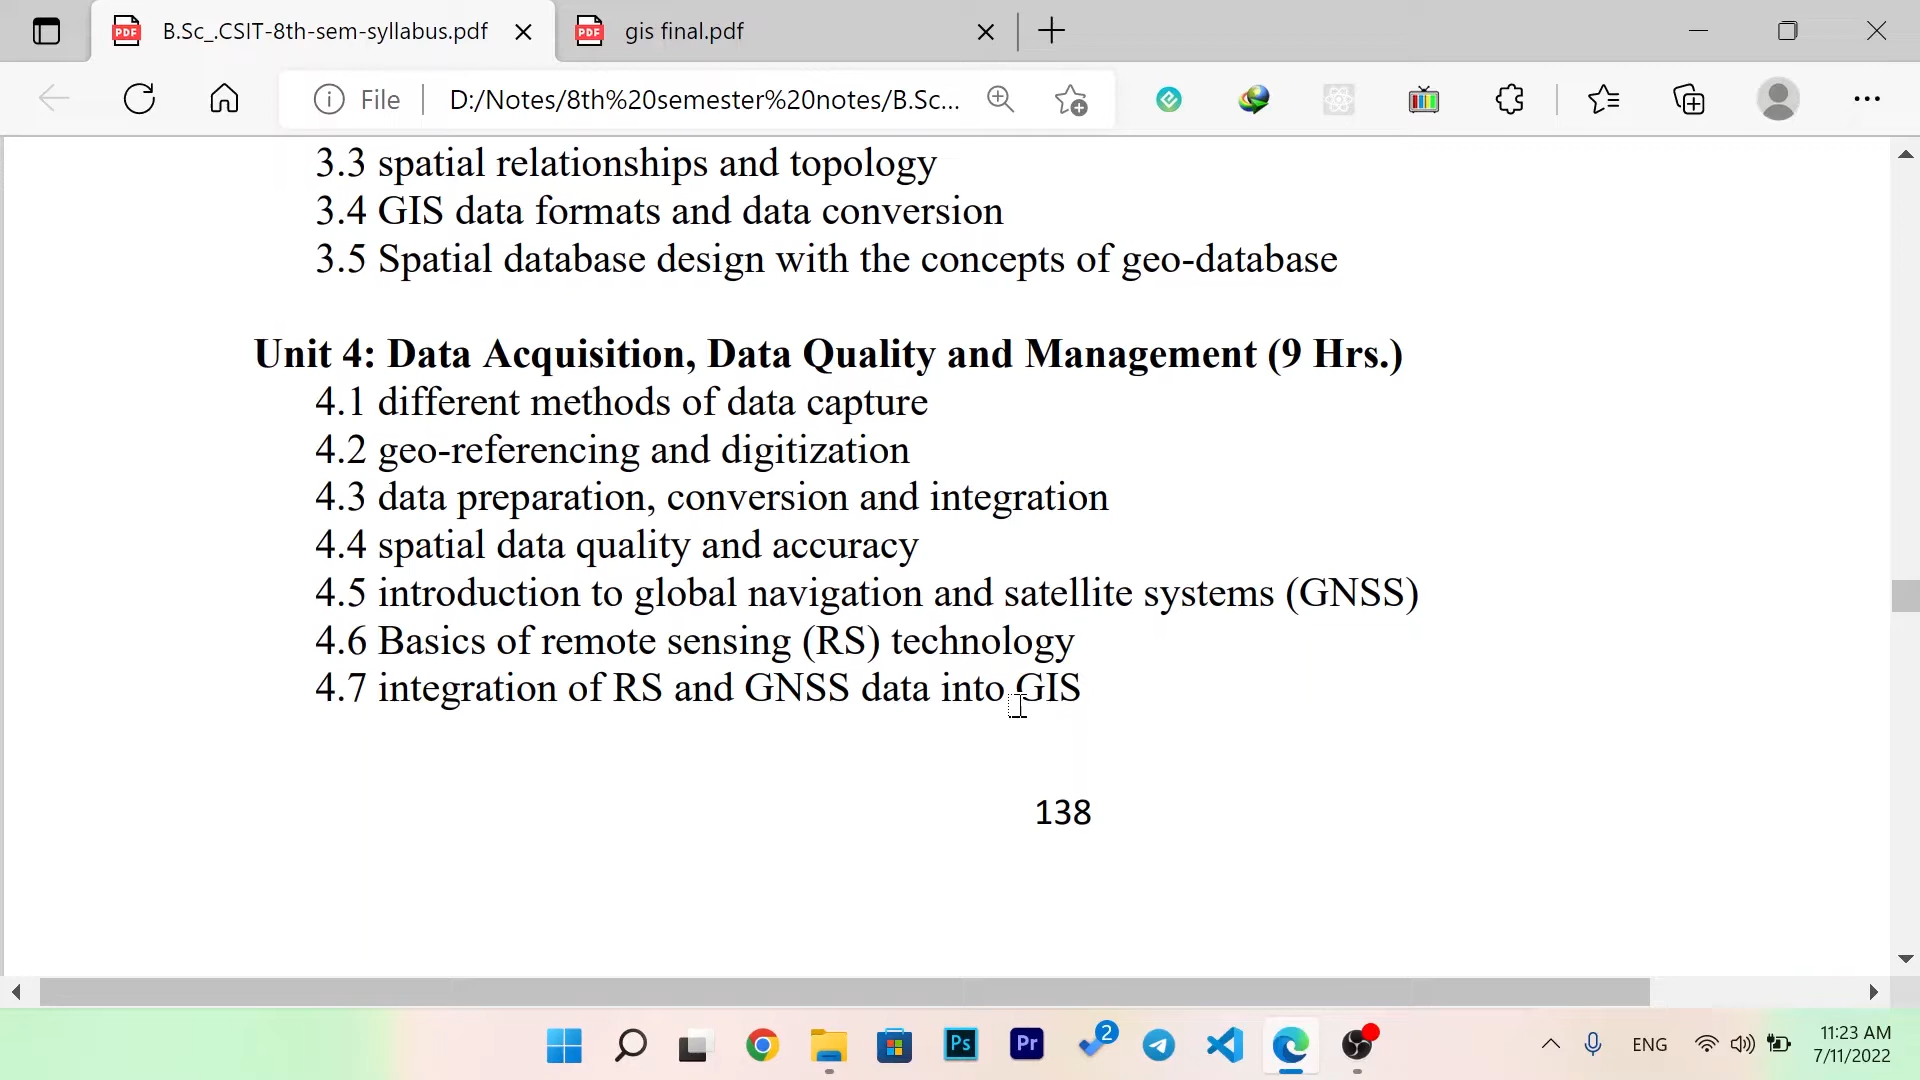 B.Sc_.CSIT-8th-sem-syllabus.pdf
gis final.pdf
File
D:/Notes/8th%20semester%20notes/B.Sc...
3.3 spatial relationships and topology
3.4 GIS data formats and data conversion
3.5 Spatial database design with the concepts of geo-database
Unit 4: Data Acquisition, Data Quality and Management (9 Hrs.)
4.1 different methods of data capture
4.2 geo-referencing and digitization
4.3 data preparation, conversion and integration
4.4 spatial data quality and accuracy
4.5 introduction to global navigation and satellite systems (GNSS)
4.6 Basics of remote sensing (RS) technology
4.7 integration of RS and GNSS data into GIS
138
Ps
Pr
2
ENG
11:23 AM
7/11/2022